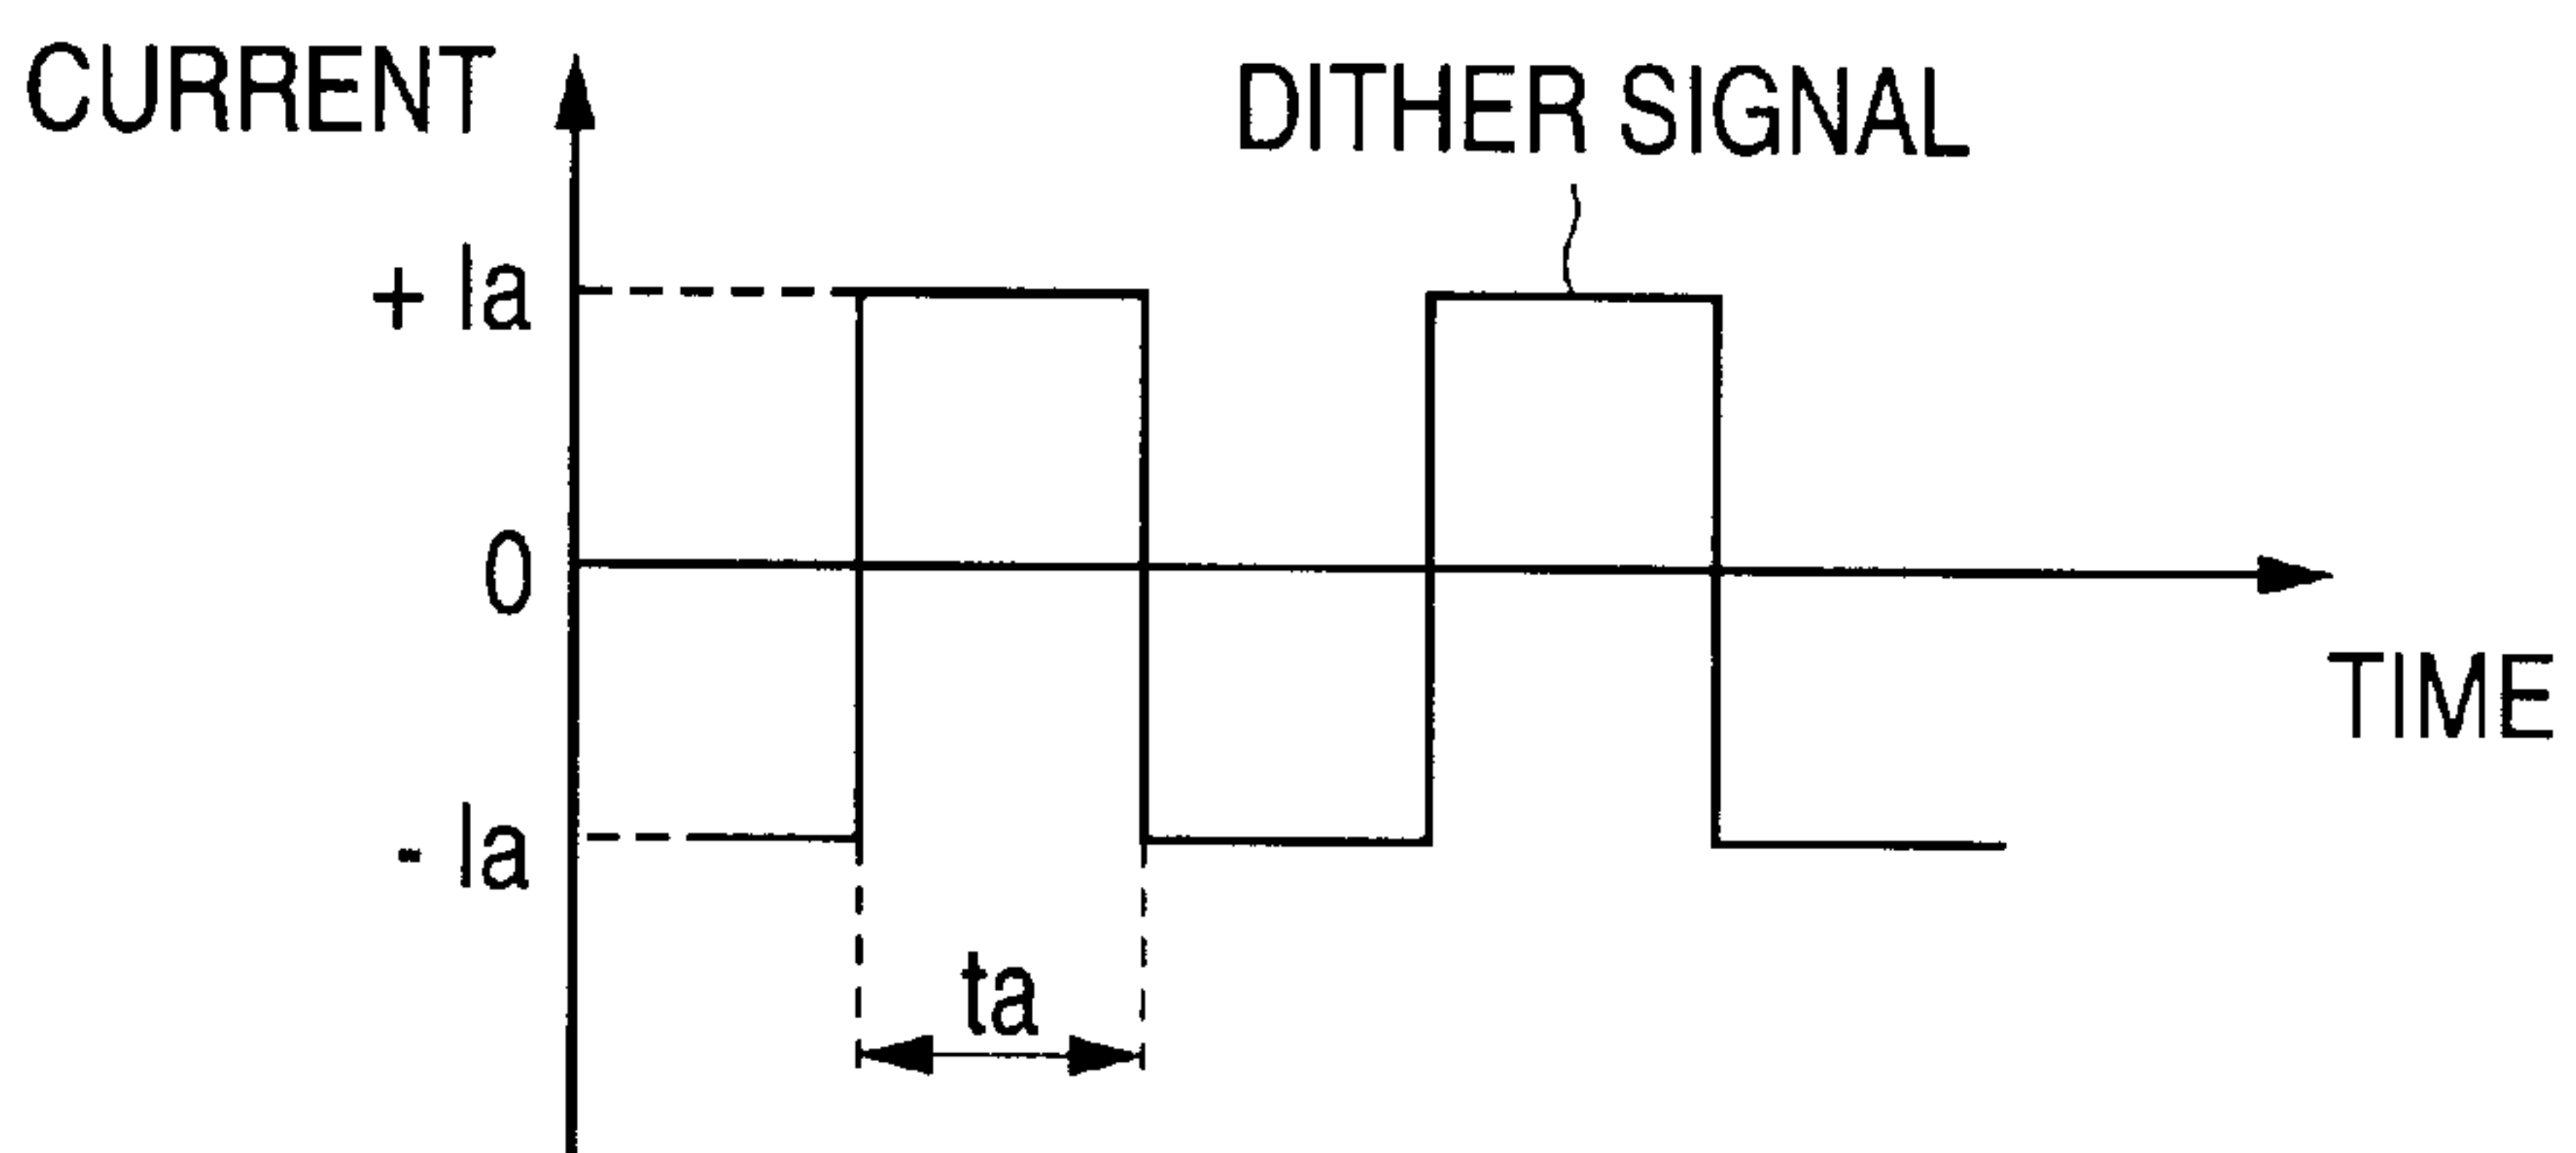 CURRENT
DITHER SIGNAL
+ Ia
0
- Ia
TIME
ta